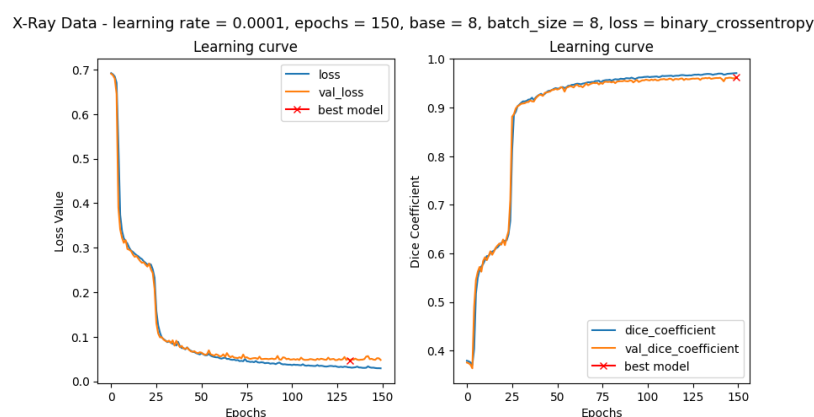 X-Ray Data - learning rate = 0.0001, epochs = 150, base = 8, batch_size = 8, loss = binary_crossentropy
Learning curve
0.7
0.6
0.5
0.4
0.3
0.2
0.1
0.0
Loss Value
loss
val_loss
best model
0
25
50
75
100
125
150
Epochs
Learning curve
1.0
0.9
0.8
0.7
0.6
0.5
0.4
Dice Coefficient
dice_coefficient
val_dice_coefficient
best model
0
25
50
75
100
125
150
Epochs